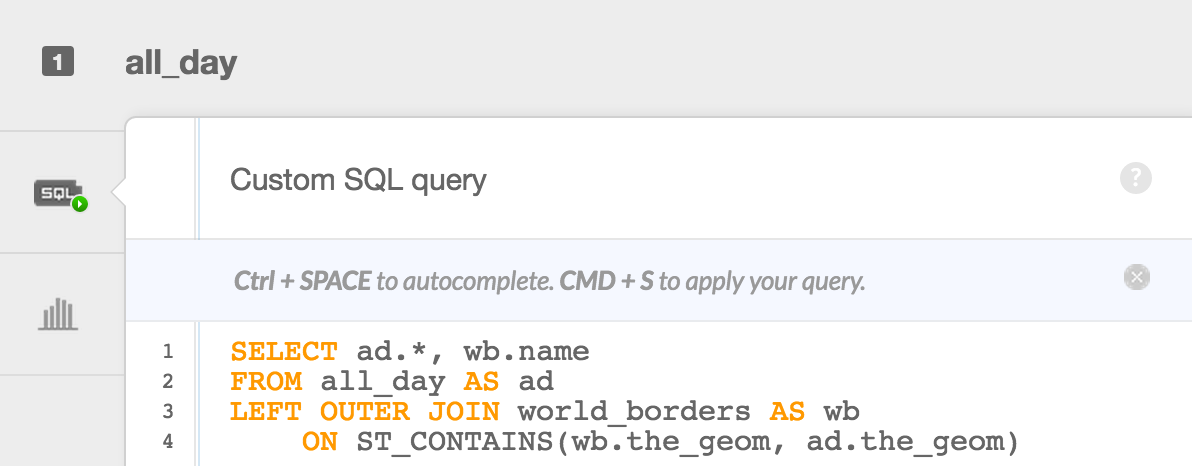 1 all_day
SQL
Custom SQL query
?
Ctrl + SPACE to autocomplete. CMD + S to apply your query.
1 SELECT ad.*, wb.name
2 FROM all_day AS ad
3 LEFT OUTER JOIN world_borders AS wb
4 ON ST_CONTAINS(wb.the_geom, ad.the_geom)